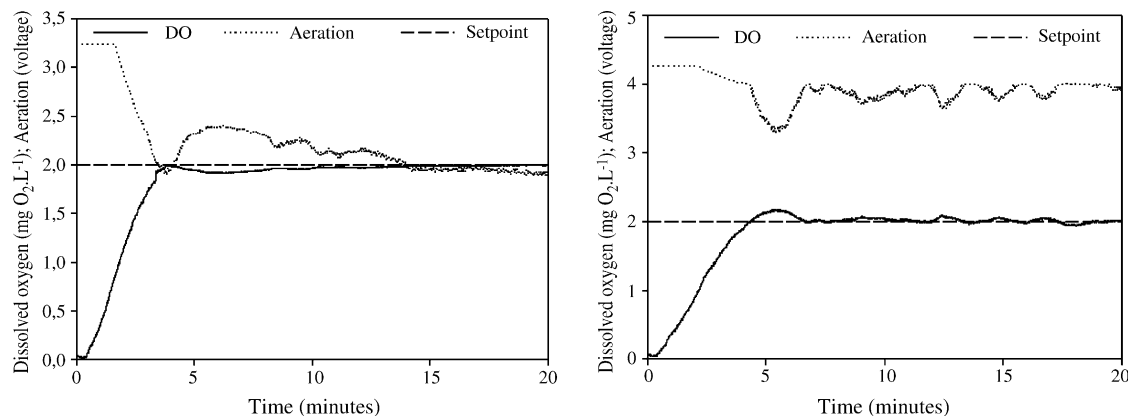 3,5
3,0
2,5
2,0
1,5
1,0
0,5
0,0
Dissolved oxygen (mg O₂.L⁻¹); Aeration (voltage)
DO Aeration Setpoint
0 5 10 15 20
Time (minutes)
5
4
3
2
1
0
Dissolved oxygen (mg O₂.L⁻¹); Aeration (voltage)
DO Aeration Setpoint
0 5 10 15 20
Time (minutes)